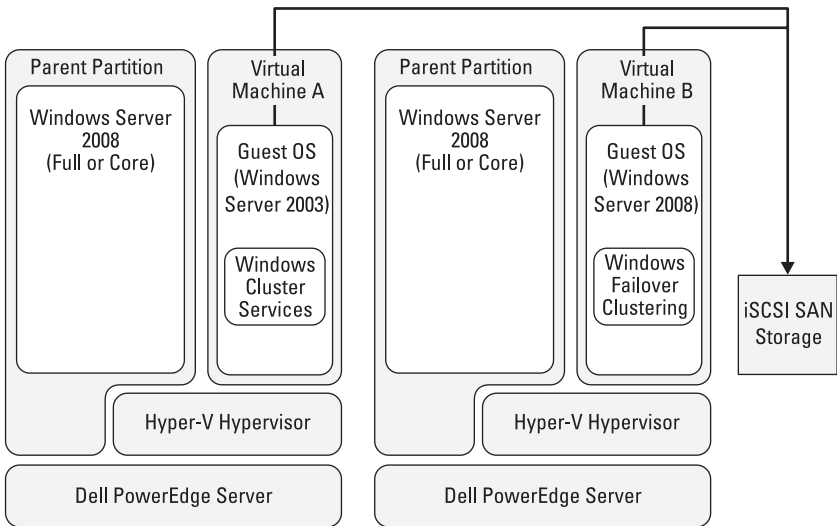 Parent Partition
Windows Server
2008
(Full or Core)
Virtual
Machine A
Guest OS
(Windows
Server 2003)
Windows
Cluster
Services
Hyper-V Hypervisor
Dell PowerEdge Server
Parent Partition
Windows Server
2008
(Full or Core)
Virtual
Machine B
Guest OS
(Windows
Server 2008)
Windows
Failover
Clustering
Hyper-V Hypervisor
Dell PowerEdge Server
iSCSI SAN
Storage